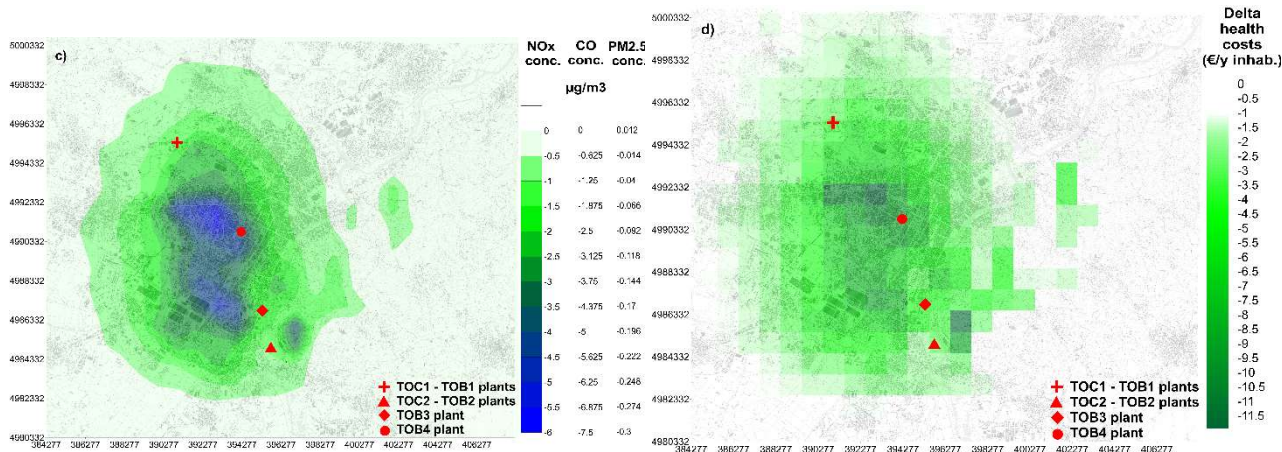 c)
5000332
4998332
4996332
4994332
4992332
4990332
4988332
4986332
4984332
4982332
4980332
384277 386277 388277 390277 392277 394277 396277 398277 400277 402277 404277 406277
TOC1 - TOB1 plants
TOC2 - TOB2 plants
TOB3 plant
TOB4 plant
NOx CO PM2.5
conc. conc. conc.
µg/m3
0 0 0.012
-0.5 0.625 -0.014
-1 -1.25 -0.04
-1.5 -1.875 -0.066
-2 -2.5 -0.092
-2.5 -3.125 -0.118
-3 -3.75 -0.144
-3.5 -4.375 -0.17
-4 -5 -0.196
-4.5 -5.625 -0.222
-5 -6.25 -0.248
-5.5 -6.875 -0.274
-6 -7.5 -0.3
d)
5000332
4998332
4996332
4994332
4992332
4990332
4988332
4986332
4984332
4982332
4980332
384277 386277 388277 390277 392277 394277 396277 398277 400277 402277 404277 406277
TOC1 - TOB1 plants
TOC2 - TOB2 plants
TOB3 plant
TOB4 plant
Delta
health
costs
(€/y inhab.)
0
-0.5
-1
-1.5
-2
-2.5
-3
-3.5
-4
-4.5
-5
-5.5
-6
-6.5
-7
-7.5
-8
-8.5
-9
-9.5
-10
-10.5
-11
-11.5